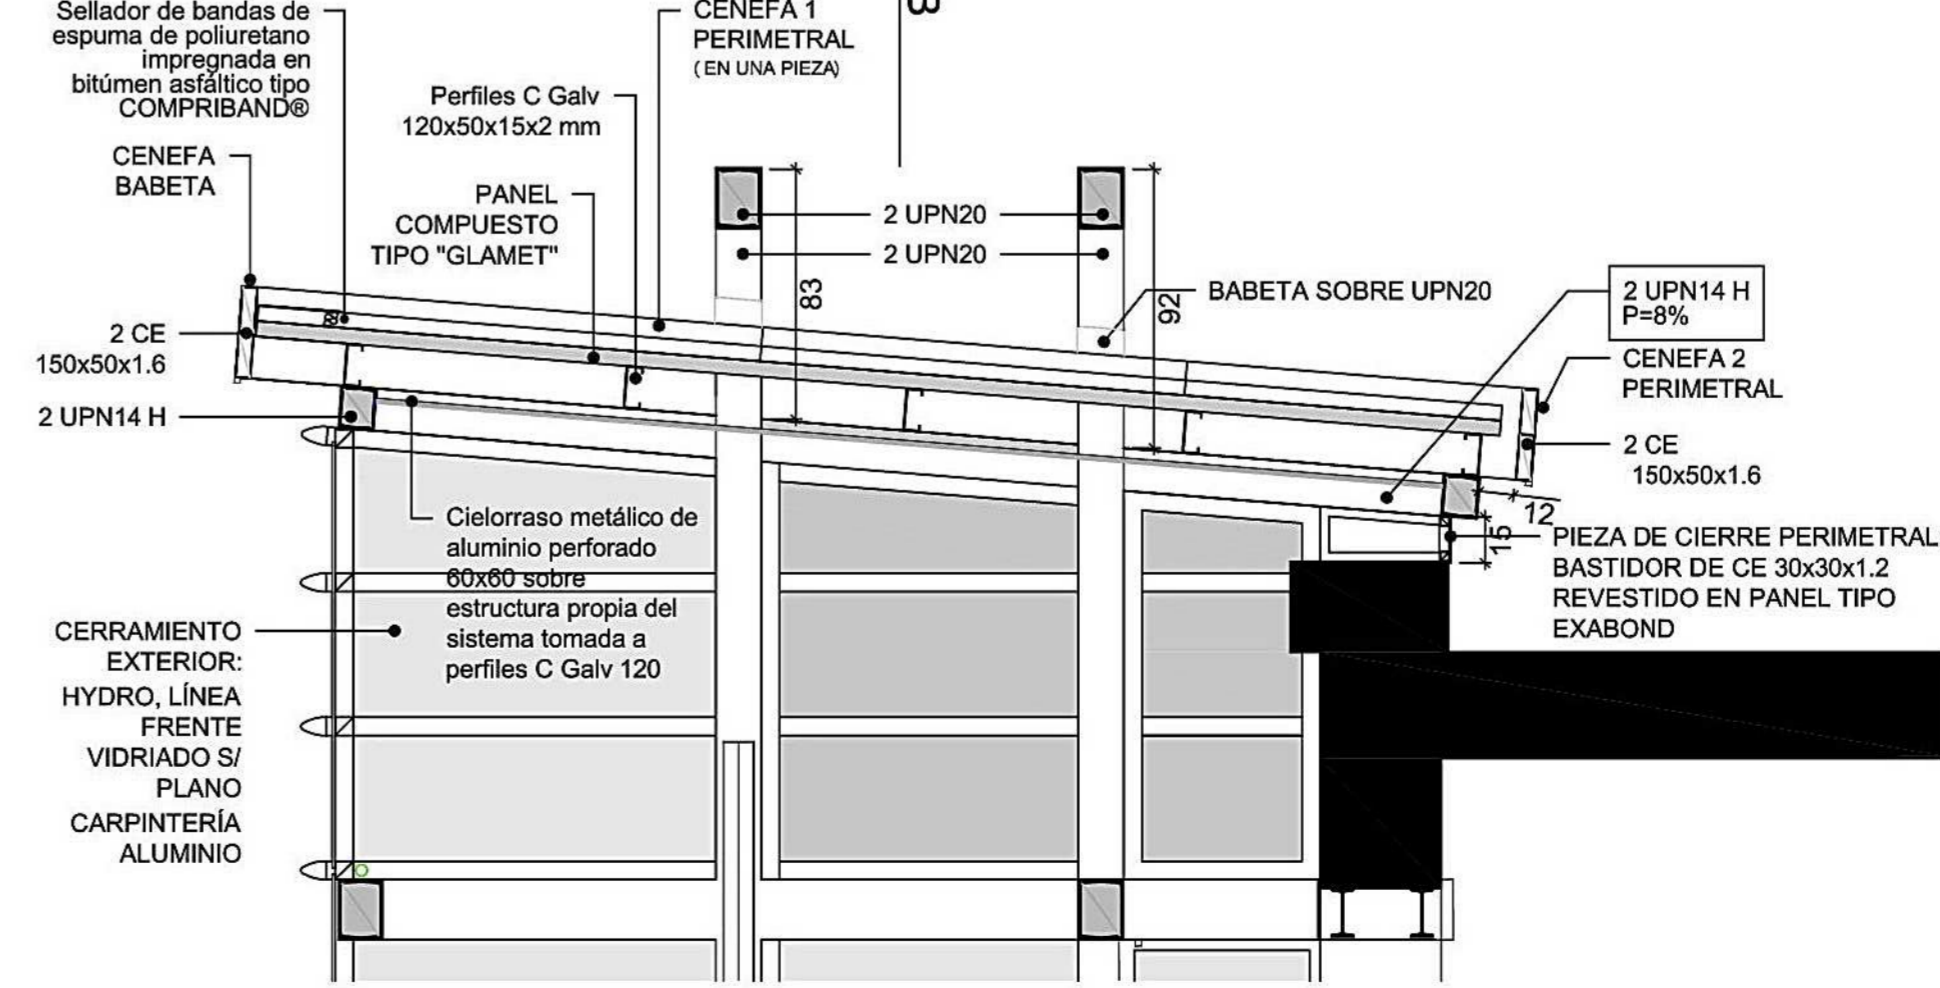 Sellador de bandas de
espuma de poliuretano
impregnada en
bitúmen asfáltico tipo
COMPRIBAND®
CENEFA 1
PERIMETRAL
( EN UNA PIEZA)
Perfiles C Galv
120x50x15x2 mm
CENEFA
BABETA
PANEL
COMPUESTO
TIPO "GLAMET"
2 UPN20
2 UPN20
83
92
BABETA SOBRE UPN20
2 UPN14 H
P=8%
2 CE
150x50x1.6
CENEFA 2
PERIMETRAL
2 UPN14 H
2 CE
150x50x1.6
12
15
Cielorraso metálico de
aluminio perforado
60x60 sobre
estructura propia del
sistema tomada a
perfiles C Galv 120
PIEZA DE CIERRE PERIMETRAL
BASTIDOR DE CE 30x30x1.2
REVESTIDO EN PANEL TIPO
EXABOND
CERRAMIENTO
EXTERIOR:
HYDRO, LÍNEA
FRENTE
VIDRIADO S/
PLANO
CARPINTERÍA
ALUMINIO